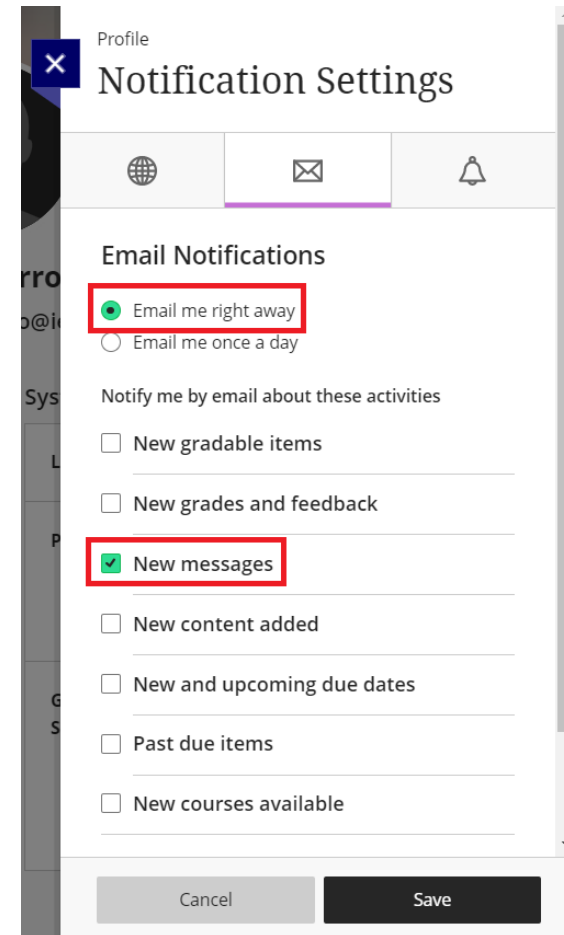 Profile
Notification Settings
Email Notifications
Email me right away
Email me once a day
Notify me by email about these activities
New gradable items
New grades and feedback
New messages
New content added
New and upcoming due dates
Past due items
New courses available
Cancel
Save